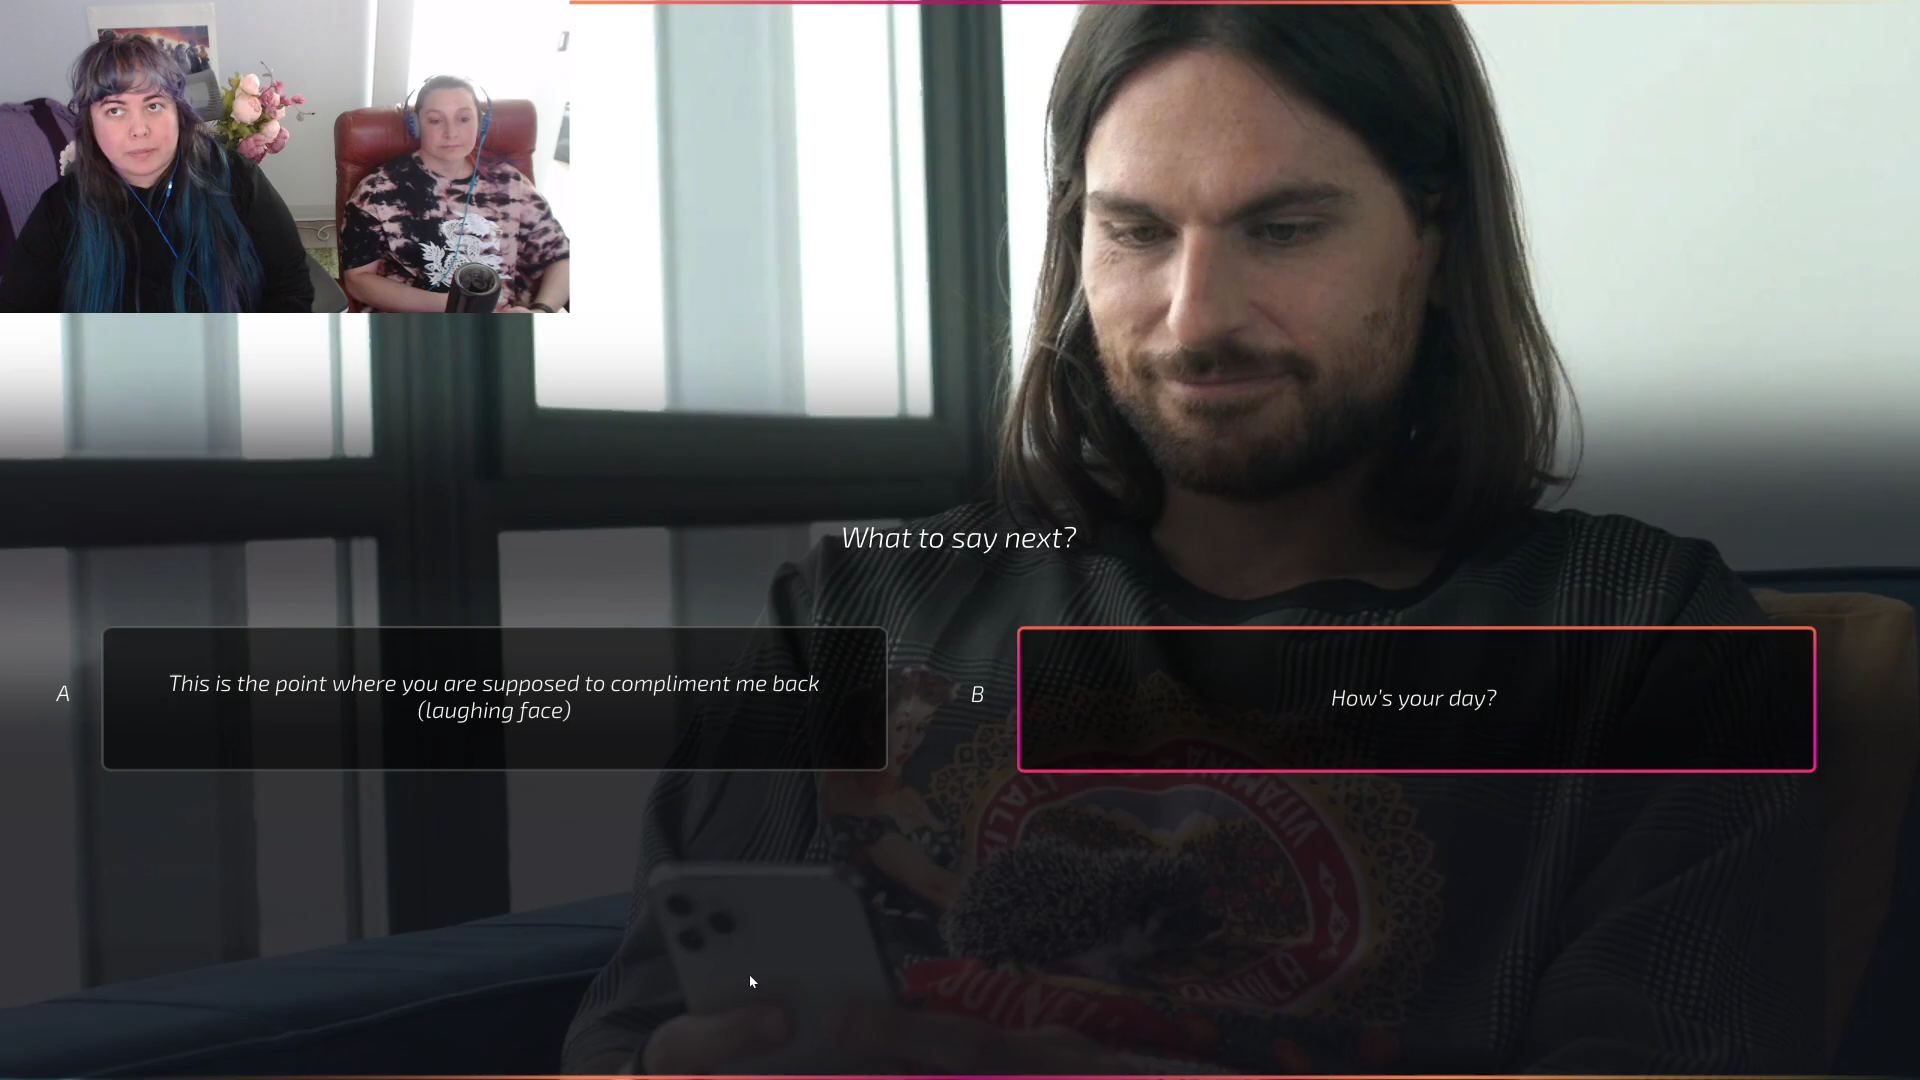 What to say next?
A
This is the point where you are supposed to compliment me back
(laughing face)
B
How's your day?
VITAMINA